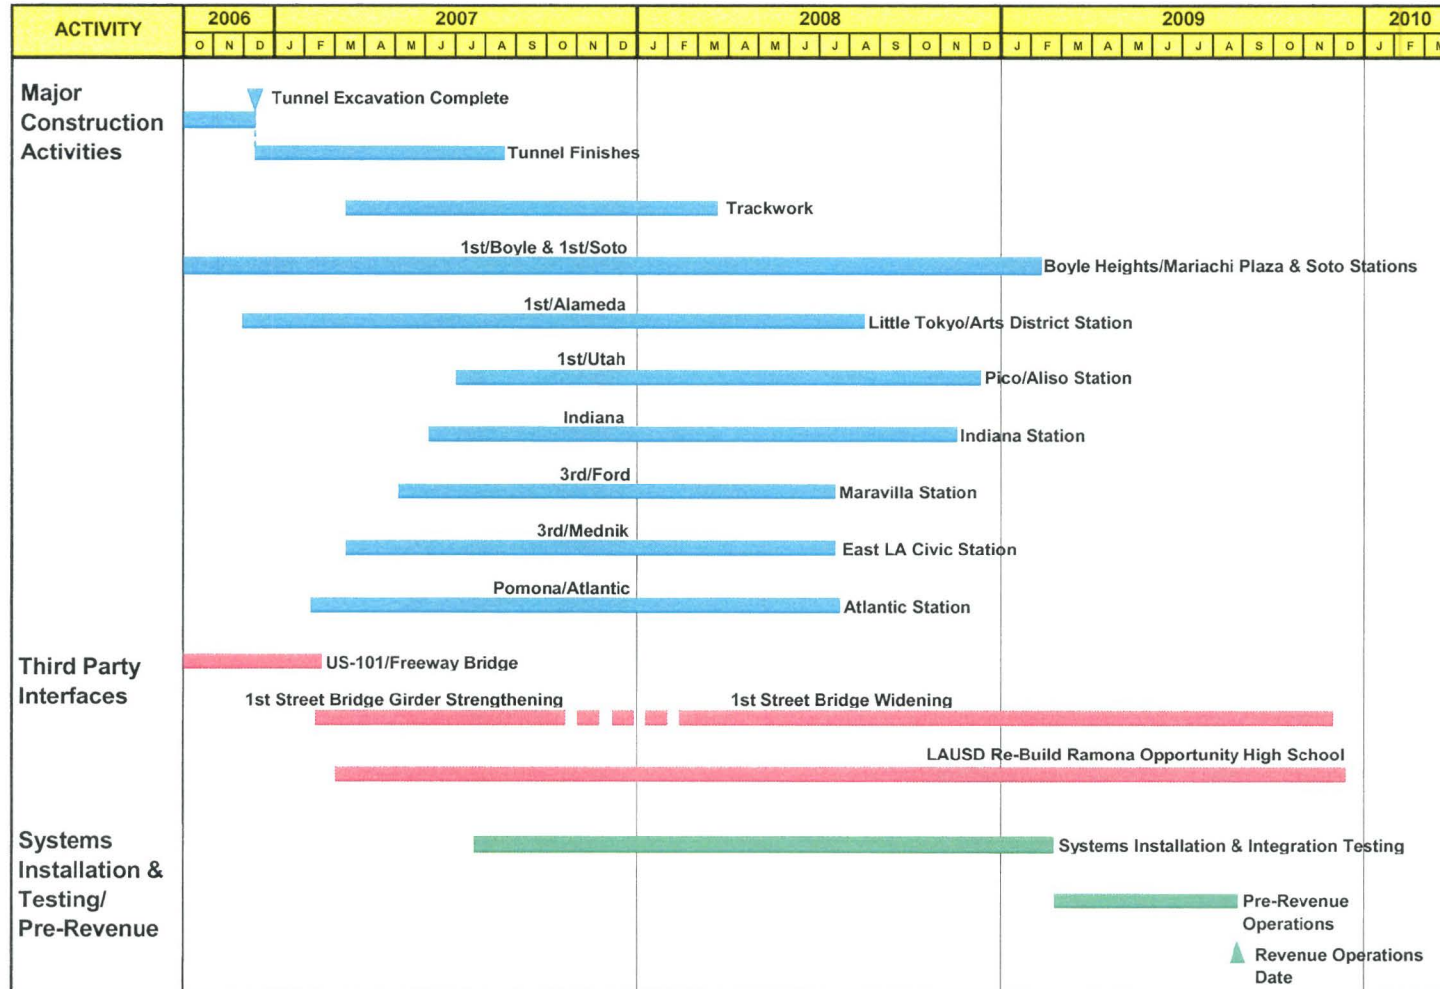 ACTIVITY
2006 2007 2008 2009 2010
O N D J F M A M J J A S O N D J F M A M J J A S O N D J F M A M J J A S O N D J F M
Major
Construction
Activities
Tunnel Excavation Complete
Tunnel Finishes
Trackwork
1st/Boyle & 1st/Soto
Boyle Heights/Mariachi Plaza & Soto Stations
1st/Alameda
Little Tokyo/Arts District Station
1st/Utah
Pico/Aliso Station
Indiana
Indiana Station
3rd/Ford
Maravilla Station
3rd/Mednik
East LA Civic Station
Pomona/Atlantic
Atlantic Station
Third Party
Interfaces
US-101/Freeway Bridge
1st Street Bridge Girder Strengthening
1st Street Bridge Widening
LAUSD Re-Build Ramona Opportunity High School
Systems
Installation &
Testing/
Pre-Revenue
Systems Installation & Integration Testing
Pre-Revenue
Operations
Revenue Operations
Date